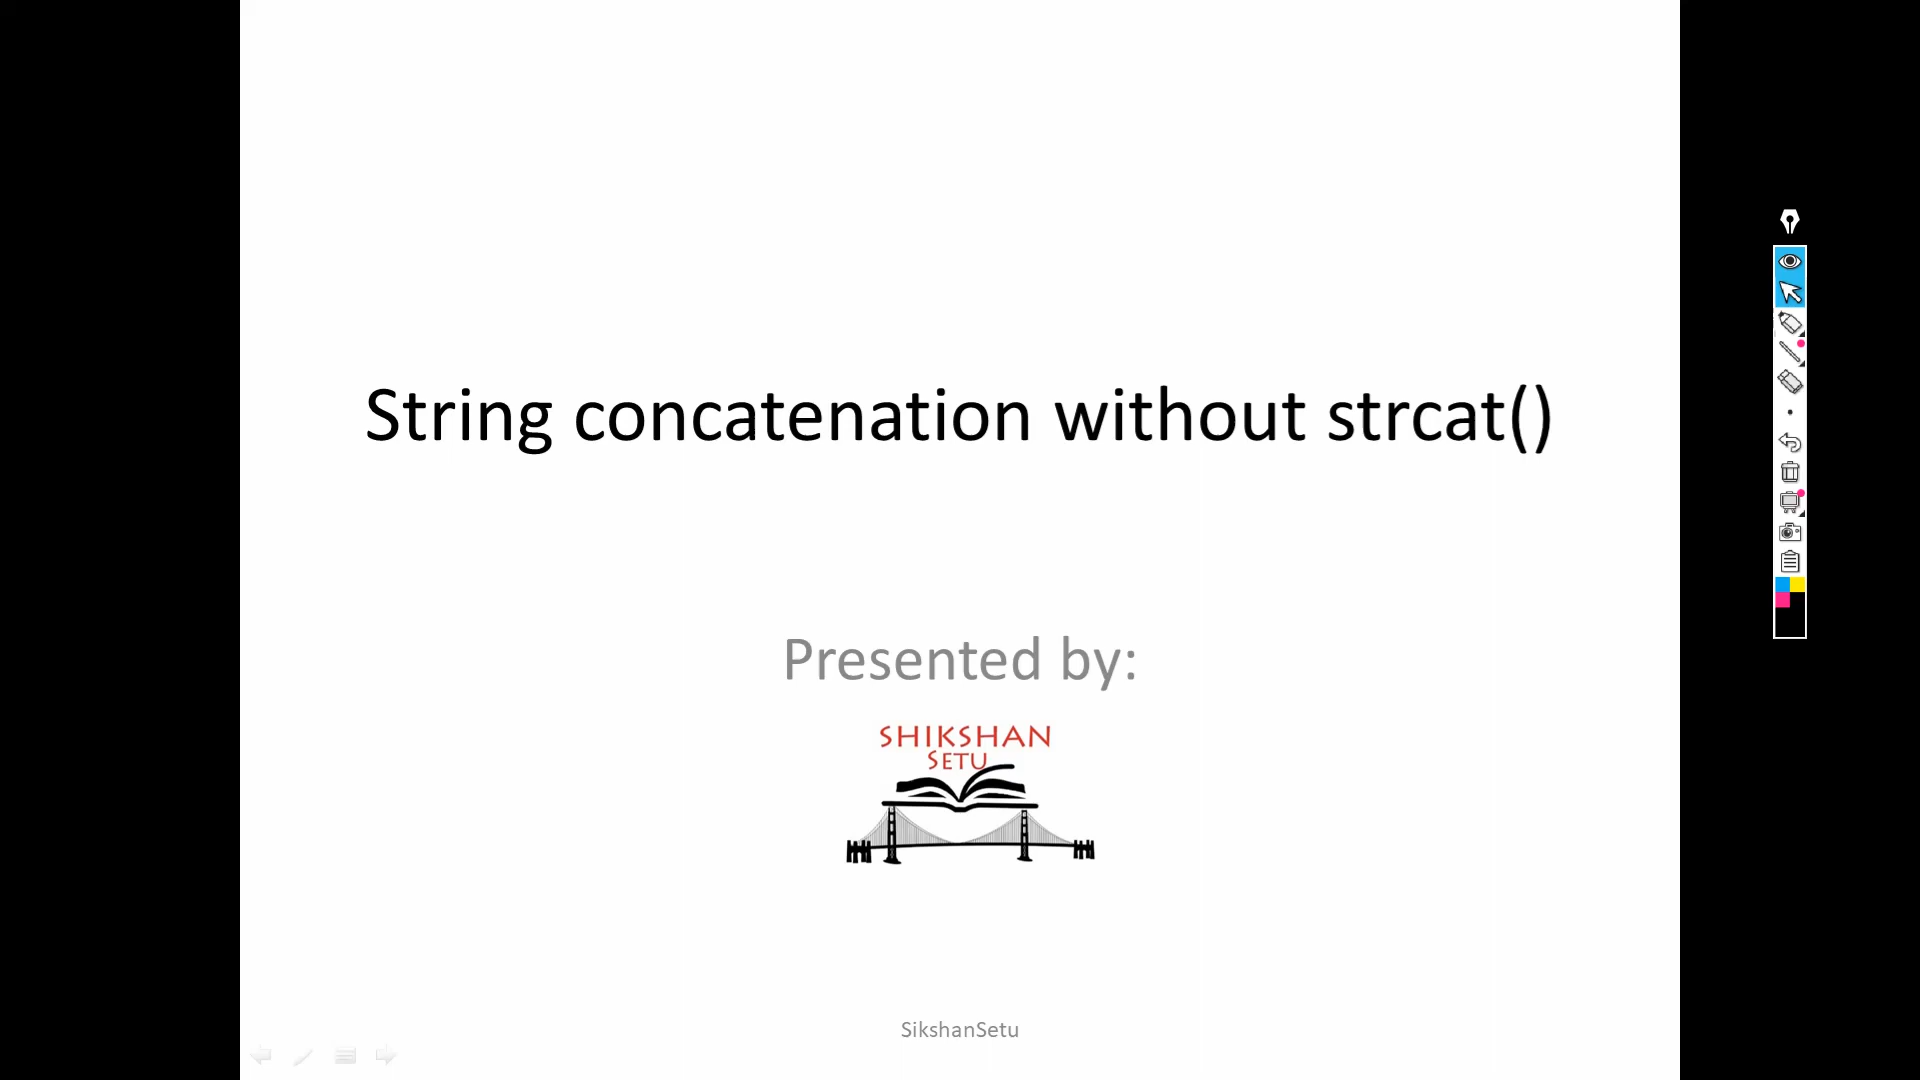 String concatenation without strcat()
Presented by:
SHIKSHAN
SETU
SikshanSetu